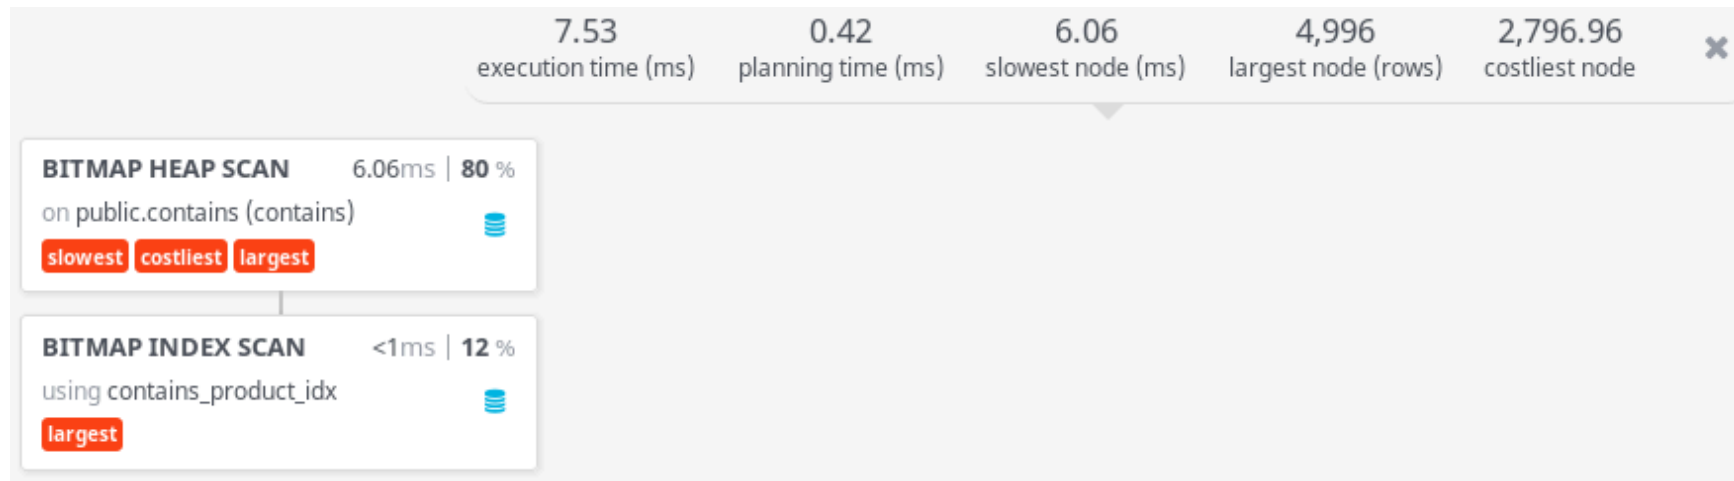 7.53 0.42 6.06 4,996 2,796.96 ✖
execution time (ms) planning time (ms) slowest node (ms) largest node (rows) costliest node
BITMAP HEAP SCAN 6.06ms | 80 %
on public.contains (contains)
slowest costliest largest
BITMAP INDEX SCAN <1ms | 12 %
using contains_product_idx
largest